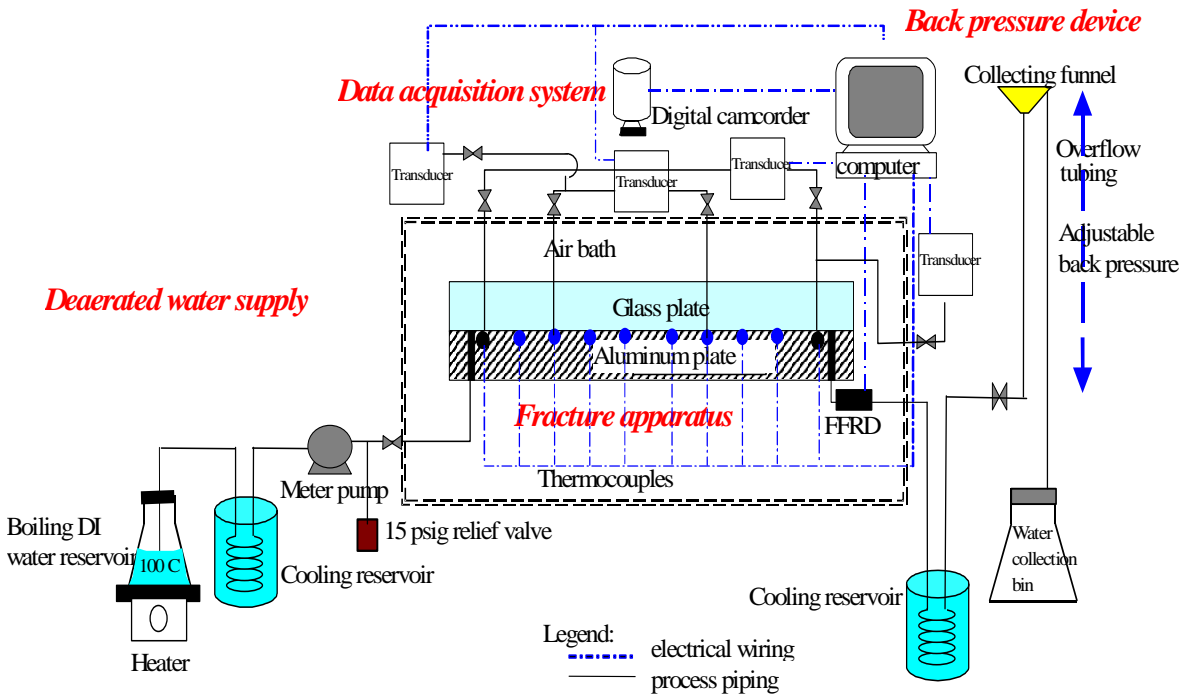 Back pressure device
Data acquisition system
Collecting funnel
Digital camcorder
Transducer
Transducer
Transducer
computer
Overflow
tubing
Air bath
Transducer
Adjustable
back pressure
Deaerated water supply
Glass plate
Aluminum plate
Fracture apparatus
FFRD
Thermocouples
Meter pump
Boiling DI
water reservoir
100 C
15 psig relief valve
Cooling reservoir
Water
collection
bin
Cooling reservoir
Heater
Legend:
electrical wiring
process piping